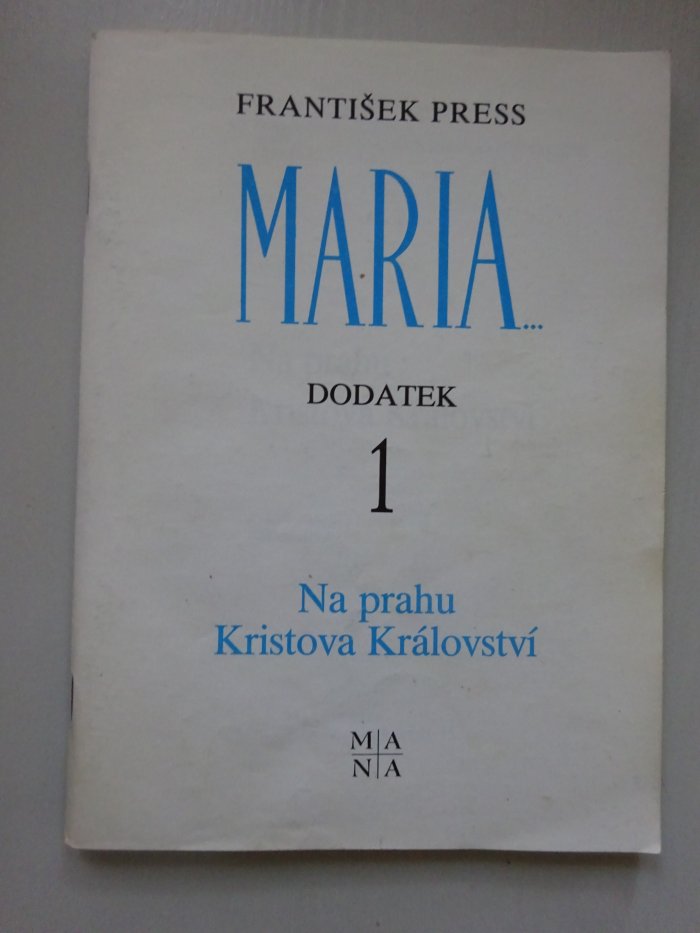 FRANTIŠEK PRESS
MARIA...
DODATEK
1
Na prahu
Kristova Království
M A
N A